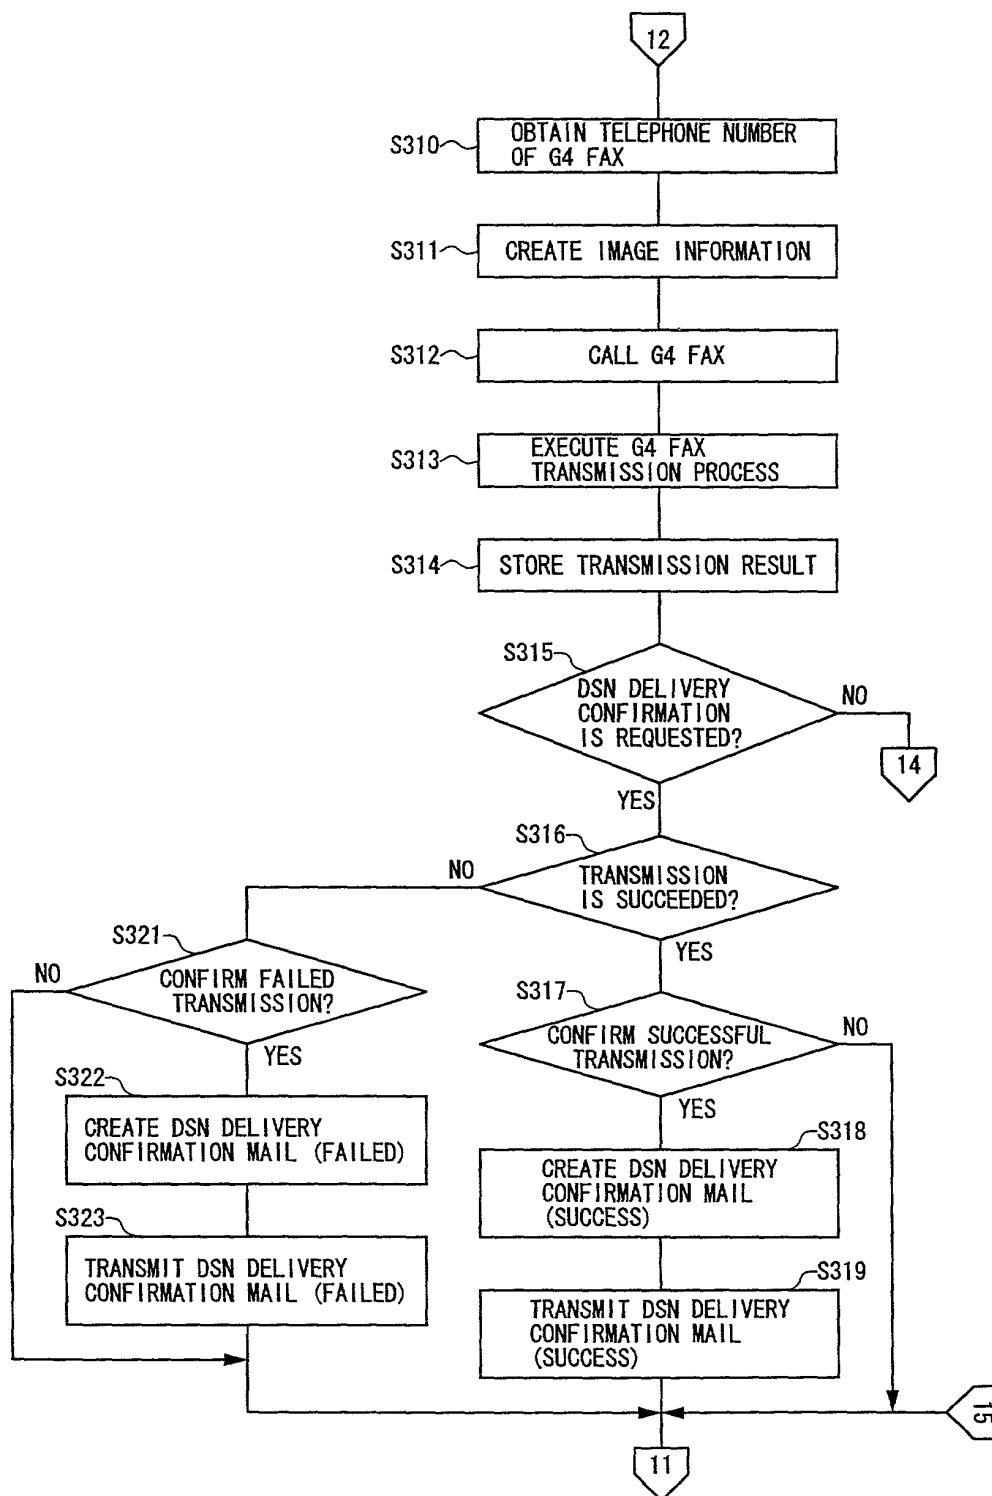 12
S310
OBTAIN TELEPHONE NUMBER
OF G4 FAX
S311
CREATE IMAGE INFORMATION
S312
CALL G4 FAX
S313
EXECUTE G4 FAX
TRANSMISSION PROCESS
S314
STORE TRANSMISSION RESULT
S315
DSN DELIVERY
CONFIRMATION
IS REQUESTED?
NO
14
YES
S316
TRANSMISSION
IS SUCCEEDED?
NO
YES
S321
CONFIRM FAILED
TRANSMISSION?
NO
YES
S317
CONFIRM SUCCESSFUL
TRANSMISSION?
NO
YES
S322
CREATE DSN DELIVERY
CONFIRMATION MAIL (FAILED)
S318
CREATE DSN DELIVERY
CONFIRMATION MAIL
(SUCCESS)
S323
TRANSMIT DSN DELIVERY
CONFIRMATION MAIL (FAILED)
S319
TRANSMIT DSN DELIVERY
CONFIRMATION MAIL
(SUCCESS)
15
11